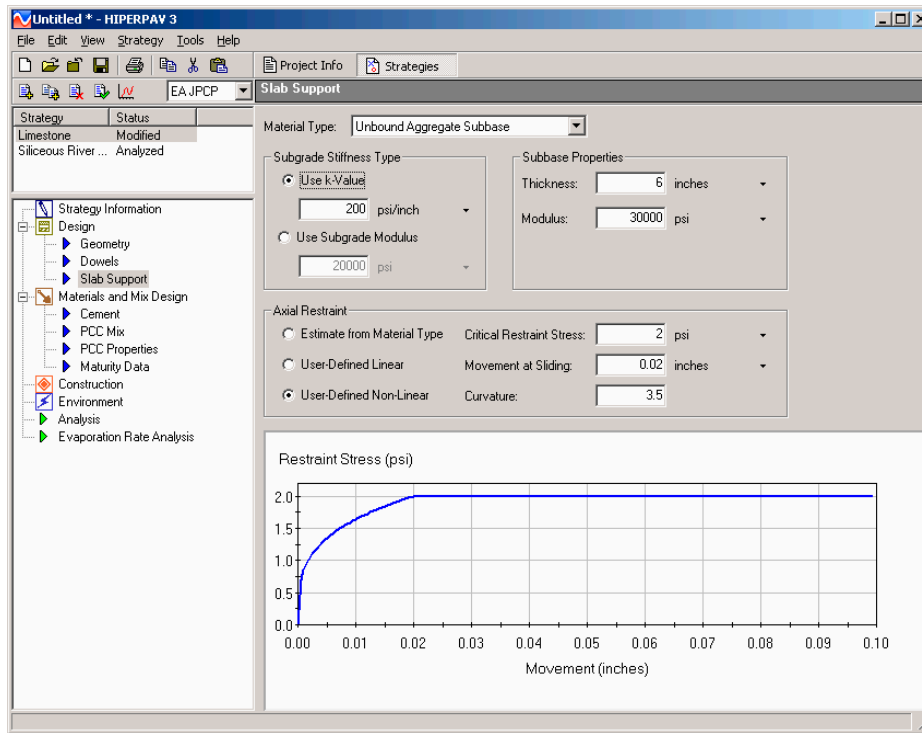 Untitled * - HIPERPAV 3
File Edit View Strategy Tools Help
Project Info Strategies
EA JPCP
Slab Support
Strategy Status
Limestone Modified
Siliceous River ... Analyzed
Strategy Information
Design
Geometry
Dowels
Slab Support
Materials and Mix Design
Cement
PCC Mix
PCC Properties
Maturity Data
Construction
Environment
Analysis
Evaporation Rate Analysis
Material Type: Unbound Aggregate Subbase
Subgrade Stiffness Type
Use k-Value
200 psi/inch
Use Subgrade Modulus
20000 psi
Subbase Properties
Thickness: 6 inches
Modulus: 30000 psi
Axial Restraint
Estimate from Material Type Critical Restraint Stress: 2 psi
User-Defined Linear Movement at Sliding: 0.02 inches
User-Defined Non-Linear Curvature: 3.5
Restraint Stress (psi)
2.0
1.5
1.0
0.5
0.0
0.00 0.01 0.02 0.03 0.04 0.05 0.06 0.07 0.08 0.09 0.10
Movement (inches)